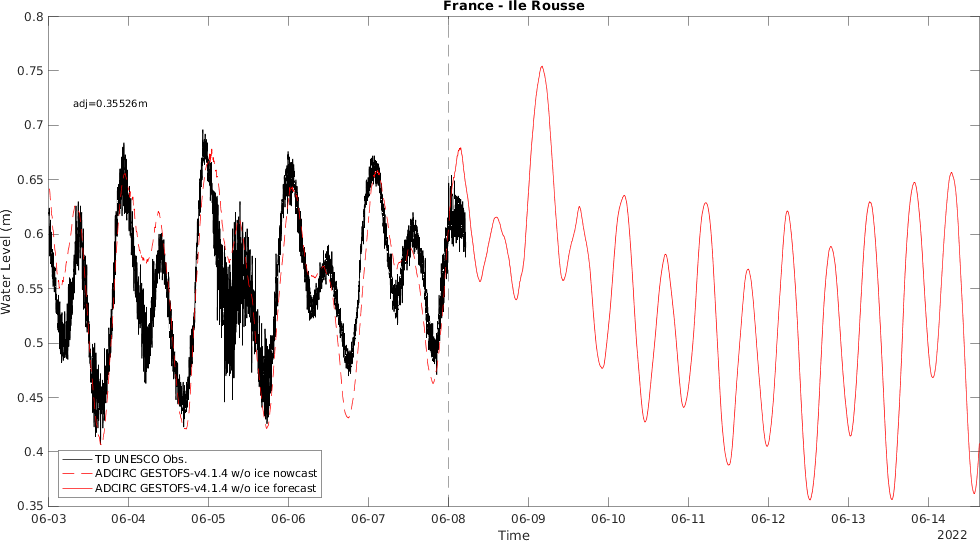 France - Ile Rousse
0.8
0.75
adj=0.35526m
0.7
0.65
0.6
Water Level (m)
0.55
0.5
0.45
0.4
0.35
TD UNESCO Obs.
ADCIRC GESTOFS-v4.1.4 w/o ice nowcast
ADCIRC GESTOFS-v4.1.4 w/o ice forecast
06-03 06-04 06-05 06-06 06-07 06-08 06-09 06-10 06-11 06-12 06-13 06-14
Time
2022